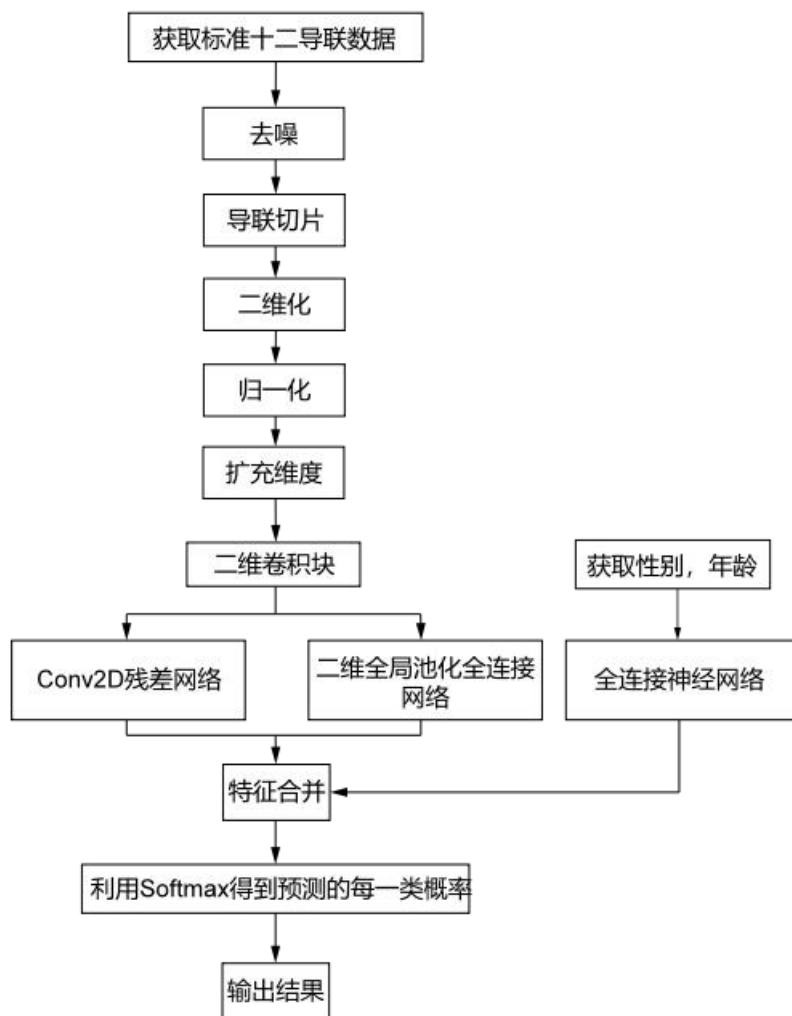 获取标准十二导联数据
去噪
导联切片
二维化
归一化
扩充维度
二维卷积块
获取性别，年龄
Conv2D残差网络
二维全局池化全连接
网络
全连接神经网络
特征合并
利用Softmax得到预测的每一类概率
输出结果